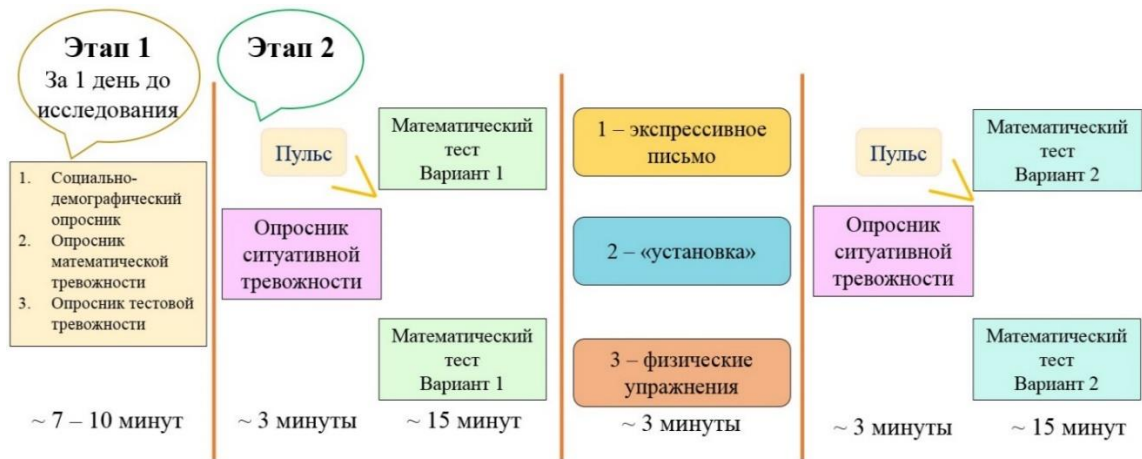 Этап 1
За 1 день до
исследования
1. Социально-
демографический
опросник
2. Опросник
математической
тревожности
3. Опросник тестовой
тревожности
~ 7 – 10 минут
Этап 2
Пульс
Опросник
ситуативной
тревожности
~ 3 минуты
Математический
тест
Вариант 1
Математический
тест
Вариант 1
~ 15 минут
1 – экспрессивное
письмо
2 – «установка»
3 – физические
упражнения
~ 3 минуты
Пульс
Опросник
ситуативной
тревожности
~ 3 минуты
Математический
тест
Вариант 2
Математический
тест
Вариант 2
~ 15 минут